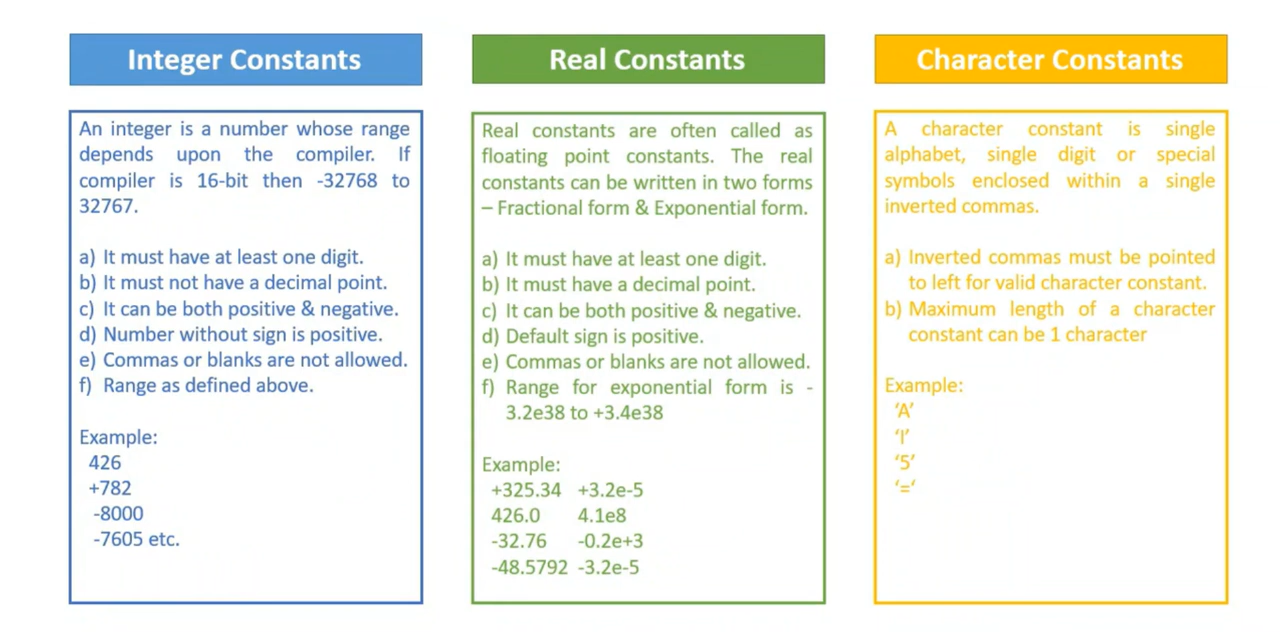 Integer Constants
An integer is a number whose range
depends upon the compiler. If
compiler is 16-bit then -32768 to
32767.
a) It must have at least one digit.
b) It must not have a decimal point.
c) It can be both positive & negative.
d) Number without sign is positive.
e) Commas or blanks are not allowed.
f) Range as defined above.
Example:
426
+782
-8000
-7605 etc.
Real Constants
Real constants are often called as
floating point constants. The real
constants can be written in two forms
– Fractional form & Exponential form.
a) It must have at least one digit.
b) It must have a decimal point.
c) It can be both positive & negative.
d) Default sign is positive.
e) Commas or blanks are not allowed.
f) Range for exponential form is -
3.2e38 to +3.4e38
Example:
+325.34 +3.2e-5
426.0 4.1e8
-32.76 -0.2e+3
-48.5792 -3.2e-5
Character Constants
A character constant is single
alphabet, single digit or special
symbols enclosed within a single
inverted commas.
a) Inverted commas must be pointed
to left for valid character constant.
b) Maximum length of a character
constant can be 1 character
Example:
‘A’
‘I’
‘5’
‘=‘